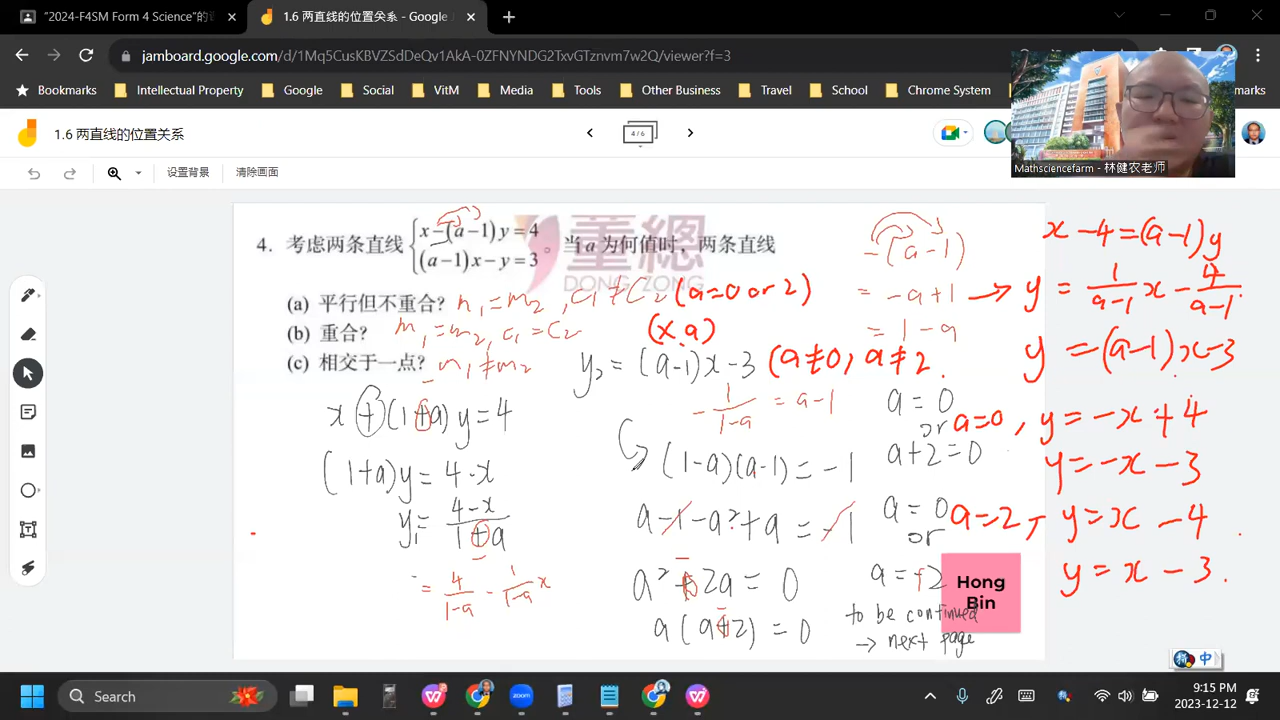 "2024-F4SM Form 4 Science"的课
1.6 两直线的位置关系 - Google J
jamboard.google.com/d/1Mq5CusKBVZSdDeQv1AkA-0ZFNYNDG2TxvGTznvm7w2Q/viewer?f=3
Bookmarks
Intellectual Property
Google
Social
VitM
Media
Tools
Other Business
Travel
School
Chrome System
kmarks
1.6 两直线的位置关系
4/6
设置背景
清除画面
Mathsciencefarm - 林健农老师
董總
DONG ZONG
4. 考虑两条直线
x-(a-1)y=4
(a-1)x-y=3
。当 a 为何值时，两条直线
(a) 平行但不重合? m₁=m₂, c₁≠c₂ (a=0 or 2)
(b) 重合? m₁=m₂, c₁=c₂
(c) 相交于一点? m₁≠m₂
(a≠0, a≠2.
x+(1+a)y=4
(1+a)y=4-x
y₁=(4-x)/(1+a)
=4/(1-a) - 1/(1-a) x
y₂=(a-1)x-3
-1/(1-a)=a-1
(1-a)(a-1)=-1
a-1-a²+a=-1
a²-2a=0
a(a-2)=0
-(a-1)
=-a+1
=1-a
a=0
or
a+2=0
a=0
or
to be continued
→ next page
Hong
Bin
x-4=(a-1)y
→ y=1/(a-1) x - 4/(a-1)
y=(a-1)x-3
a=0, y=-x+4
y=-x-3
a=2, y=x-4
y=x-3.
Search
中
9:15 PM
2023-12-12